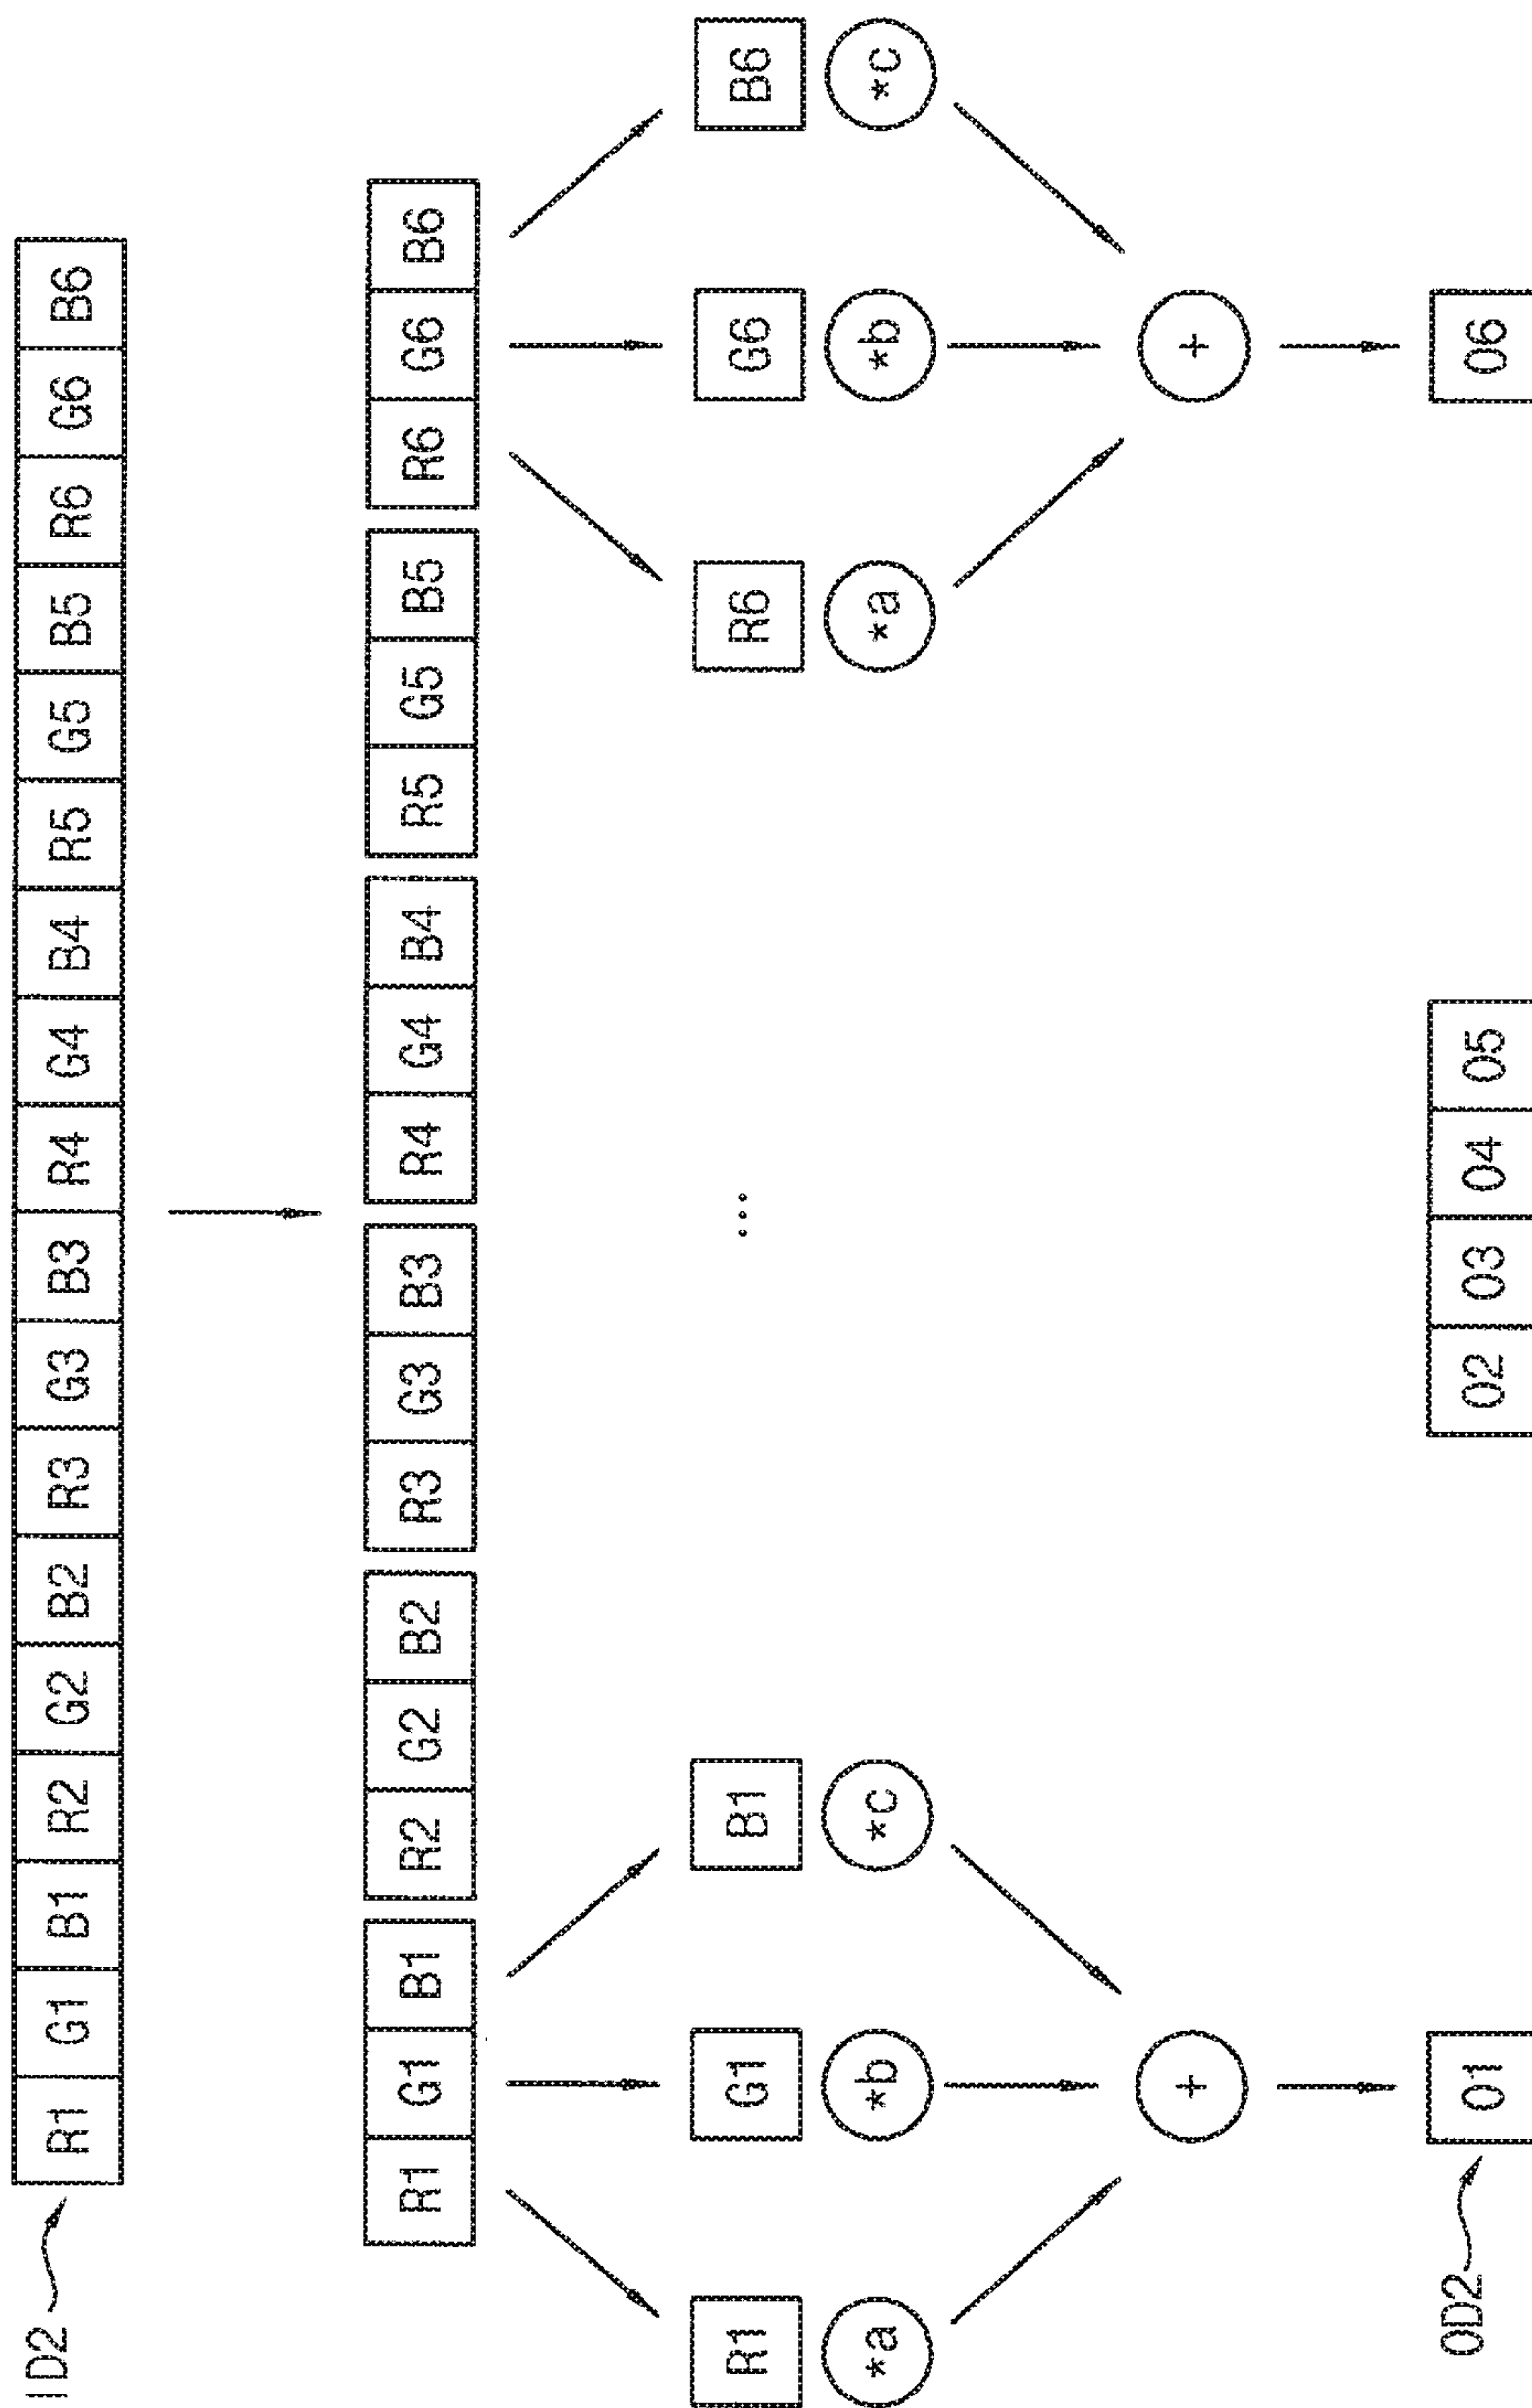 ID2
R1 G1 B1 R2 G2 B2 R3 G3 B3 R4 G4 B4 R5 G5 B5 R6 G6 B6
R1 G1 B1 R2 G2 B2 R3 G3 B3 R4 G4 B4 R5 G5 B5 R6 G6 B6
R1 G1 B1 ... R6 G6 B6
*a *b *c *a *b *c
+ +
OD2
O1 O2 O3 O4 O5 O6